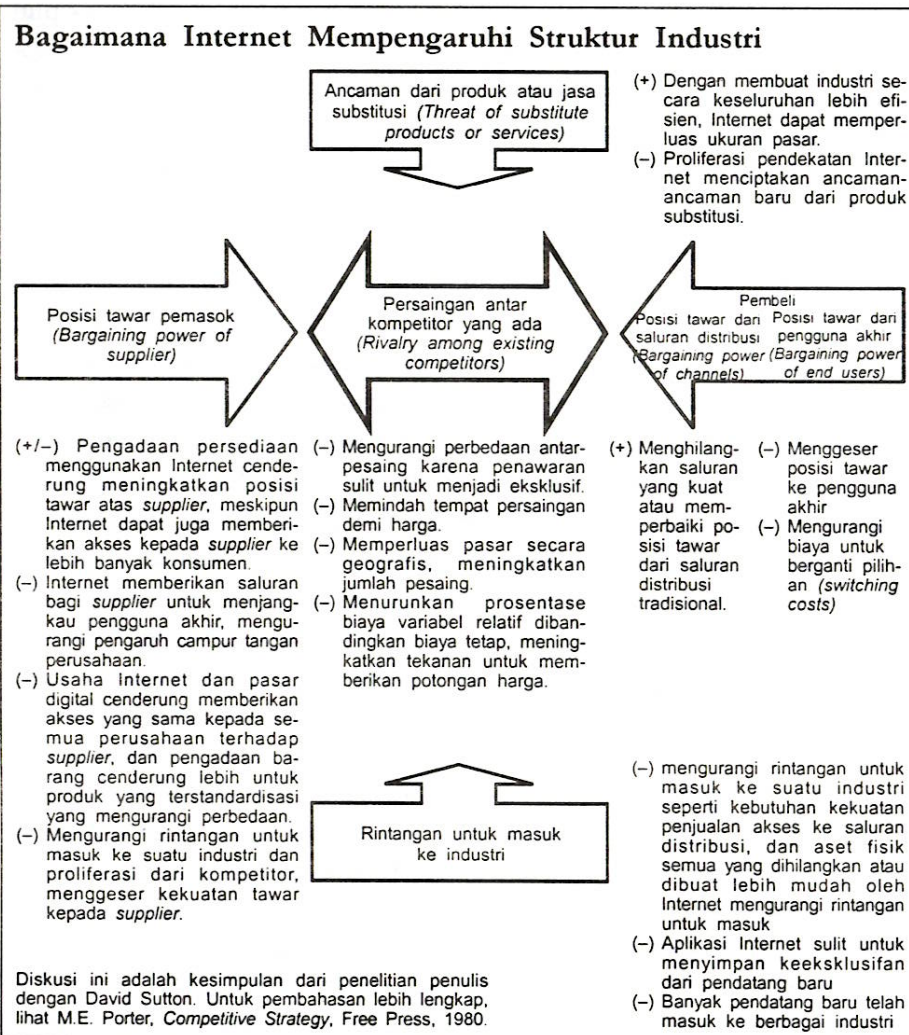 Bagaimana Internet Mempengaruhi Struktur Industri
Ancaman dari produk atau jasa
substitusi (Threat of substitute
products or services)
(+) Dengan membuat industri se-
cara keseluruhan lebih efi-
sien, Internet dapat memper-
luas ukuran pasar.
(–) Proliferasi pendekatan Inter-
net menciptakan ancaman-
ancaman baru dari produk
substitusi.
Posisi tawar pemasok
(Bargaining power of
supplier)
Persaingan antar
kompetitor yang ada
(Rivalry among existing
competitors)
Pembeli
Posisi tawar dari
saluran distribusi
(Bargaining power
of channels)
Posisi tawar dari
pengguna akhir
(Bargaining power
of end users)
(+/–) Pengadaan persediaan
menggunakan Internet cende-
rung meningkatkan posisi
tawar atas supplier, meskipun
Internet dapat juga memberi-
kan akses kepada supplier ke
lebih banyak konsumen.
(–) Internet memberikan saluran
bagi supplier untuk menjang-
kau pengguna akhir, mengu-
rangi pengaruh campur tangan
perusahaan.
(–) Usaha Internet dan pasar
digital cenderung memberikan
akses yang sama kepada se-
mua perusahaan terhadap
supplier, dan pengadaan ba-
rang cenderung lebih untuk
produk yang terstandardisasi
yang mengurangi perbedaan.
(–) Mengurangi rintangan untuk
masuk ke suatu industri dan
proliferasi dari kompetitor,
menggeser kekuatan tawar
kepada supplier.
(–) Mengurangi perbedaan antar-
pesaing karena penawaran
sulit untuk menjadi eksklusif.
(–) Memindah tempat persaingan
demi harga.
(–) Memperluas pasar secara
geografis, meningkatkan
jumlah pesaing.
(–) Menurunkan prosentase
biaya variabel relatif diban-
dingkan biaya tetap, mening-
katkan tekanan untuk mem-
berikan potongan harga.
(+) Menghilang-
kan saluran
yang kuat
atau mem-
perbaiki po-
sisi tawar
dari saluran
distribusi
tradisional.
(–) Menggeser
posisi tawar
ke pengguna
akhir
(–) Mengurangi
biaya untuk
berganti pilih-
an (switching
costs)
Rintangan untuk masuk
ke industri
(–) mengurangi rintangan untuk
masuk ke suatu industri
seperti kebutuhan kekuatan
penjualan akses ke saluran
distribusi, dan aset fisik
semua yang dihilangkan atau
dibuat lebih mudah oleh
Internet mengurangi rintangan
untuk masuk
(–) Aplikasi Internet sulit untuk
menyimpan keeksklusifan
dari pendatang baru
(–) Banyak pendatang baru telah
masuk ke berbagai industri
Diskusi ini adalah kesimpulan dari penelitian penulis
dengan David Sutton. Untuk pembahasan lebih lengkap,
lihat M.E. Porter, Competitive Strategy, Free Press, 1980.